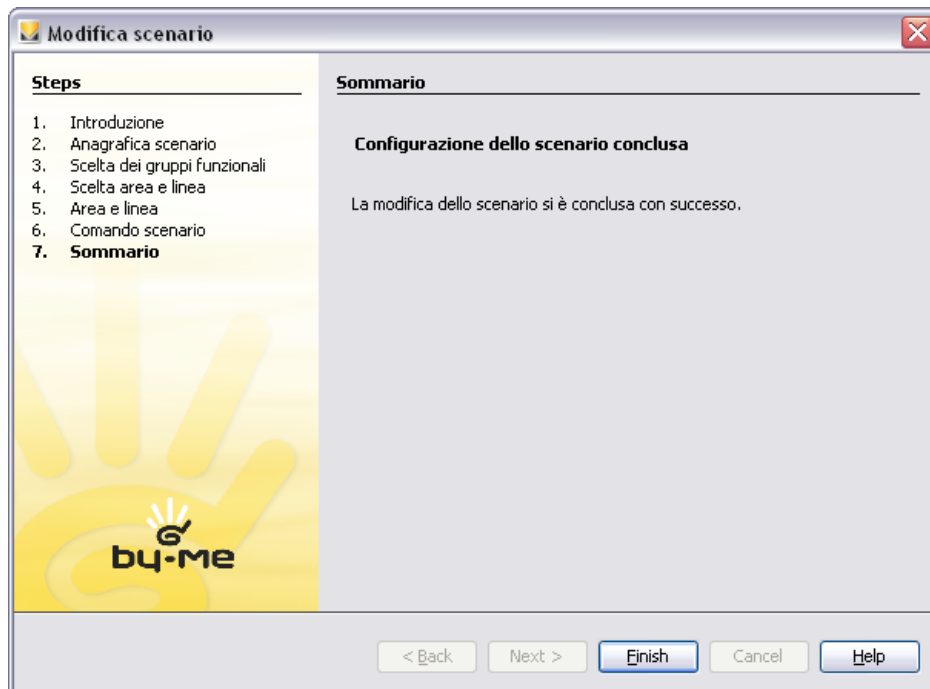 Modifica scenario
Steps
1. Introduzione
2. Anagrafica scenario
3. Scelta dei gruppi funzionali
4. Scelta area e linea
5. Area e linea
6. Comando scenario
7. Sommario
by-me
Sommario
Configurazione dello scenario conclusa
La modifica dello scenario si è conclusa con successo.
< Back Next > Finish Cancel Help